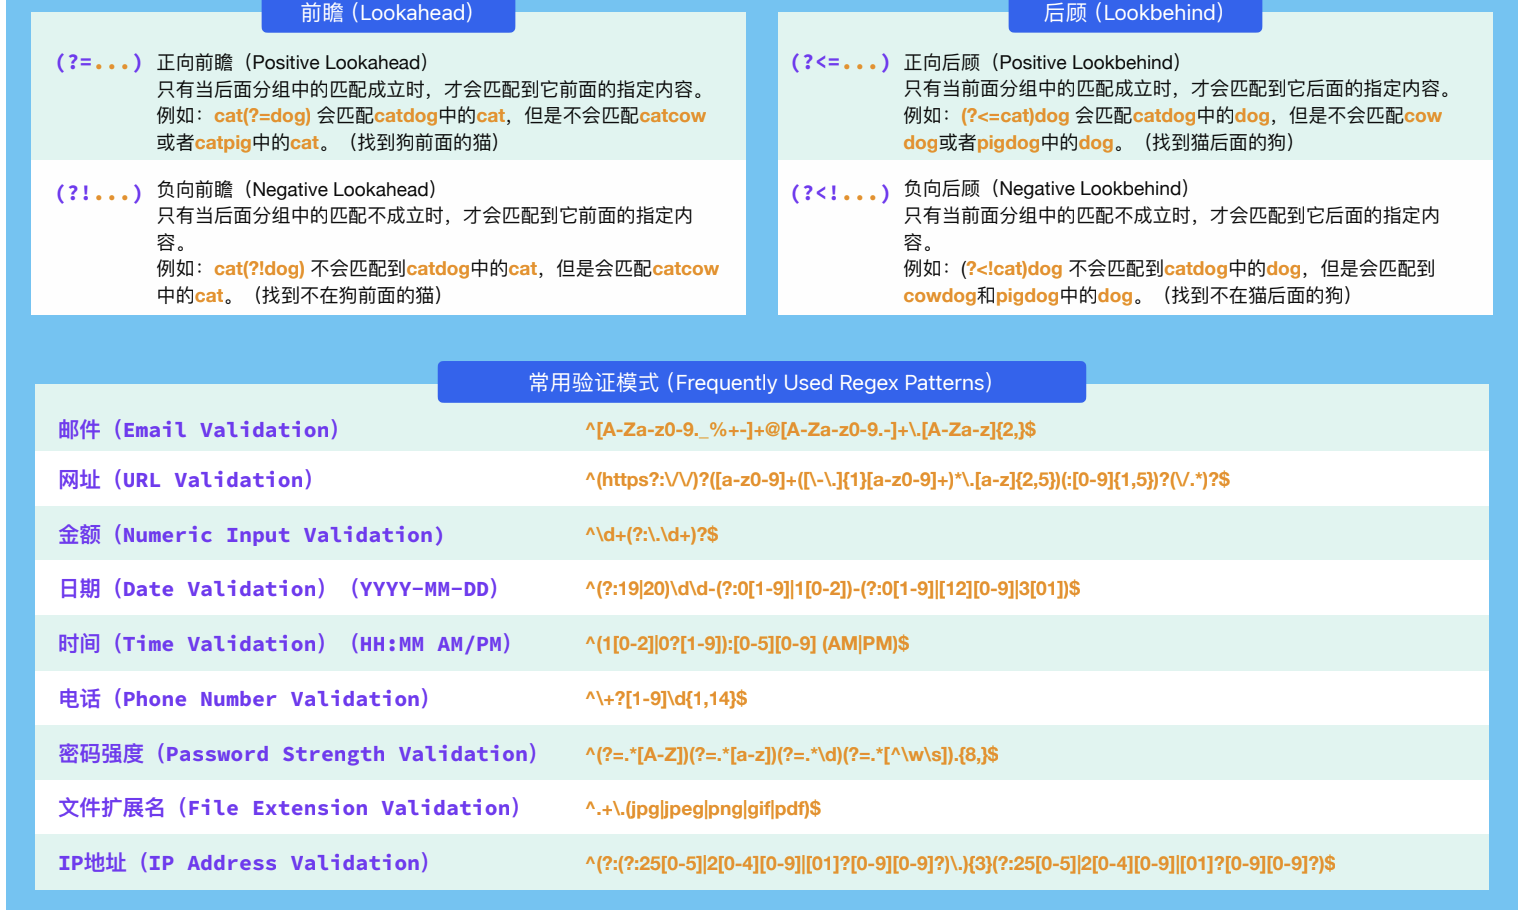 前瞻（Lookahead）
(?=...) 正向前瞻（Positive Lookahead）
只有当后面分组中的匹配成立时，才会匹配到它前面的指定内容。
例如：cat(?=dog) 会匹配catdog中的cat，但是不会匹配catcow
或者catpig中的cat。（找到狗前面的猫）
(?!...) 负向前瞻（Negative Lookahead）
只有当后面分组中的匹配不成立时，才会匹配到它前面的指定内
容。
例如：cat(?!dog) 不会匹配到catdog中的cat，但是会匹配catcow
中的cat。（找到不在狗前面的猫）
后顾（Lookbehind）
(?<=...) 正向后顾（Positive Lookbehind）
只有当前面分组中的匹配成立时，才会匹配到它后面的指定内容。
例如：(?<=cat)dog 会匹配catdog中的dog，但是不会匹配cow
dog或者pigdog中的dog。（找到猫后面的狗）
(?<!...) 负向后顾（Negative Lookbehind）
只有当前面分组中的匹配不成立时，才会匹配到它后面的指定内
容。
例如：(?<!cat)dog 不会匹配到catdog中的dog，但是会匹配到
cowdog和pigdog中的dog。（找到不在猫后面的狗）
常用验证模式（Frequently Used Regex Patterns）
邮件（Email Validation） ^[A-Za-z0-9._%+-]+@[A-Za-z0-9.-]+\.[A-Za-z]{2,}$
网址（URL Validation） ^(https?:\/\/)?([a-z0-9]+([\-\.]{1}[a-z0-9]+)*\.[a-z]{2,5})(:[0-9]{1,5})?(\/.*)?$
金额（Numeric Input Validation） ^\d+(?:\.\d+)?$
日期（Date Validation）（YYYY-MM-DD） ^(?:19|20)\d\d-(?:0[1-9]|1[0-2])-(?:0[1-9]|[12][0-9]|3[01])$
时间（Time Validation）（HH:MM AM/PM） ^(1[0-2]|0?[1-9]):[0-5][0-9] (AM|PM)$
电话（Phone Number Validation） ^\+?[1-9]\d{1,14}$
密码强度（Password Strength Validation） ^(?=.*[A-Z])(?=.*[a-z])(?=.*\d)(?=.*[^\w\s]).{8,}$
文件扩展名（File Extension Validation） ^.+\.(jpg|jpeg|png|gif|pdf)$
IP地址（IP Address Validation） ^(?:(?:25[0-5]|2[0-4][0-9]|[01]?[0-9][0-9]?)\.){3}(?:25[0-5]|2[0-4][0-9]|[01]?[0-9][0-9]?)$